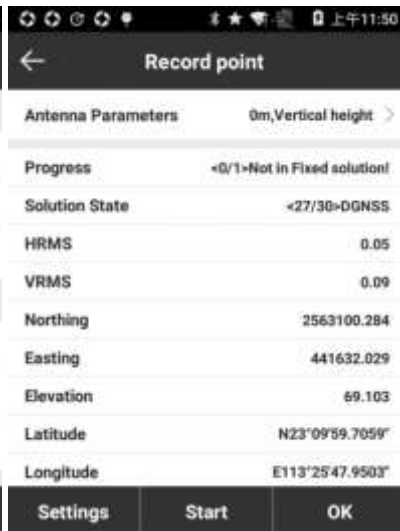 上午11:50
Record point
Antenna Parameters 0m,Vertical height
Progress <0/1>Not in Fixed solution!
Solution State <27/30>DGNSS
HRMS 0.05
VRMS 0.09
Northing 2563100.284
Easting 441632.029
Elevation 69.103
Latitude N23°09'59.7059"
Longitude E113°25'47.9503"
Settings Start OK